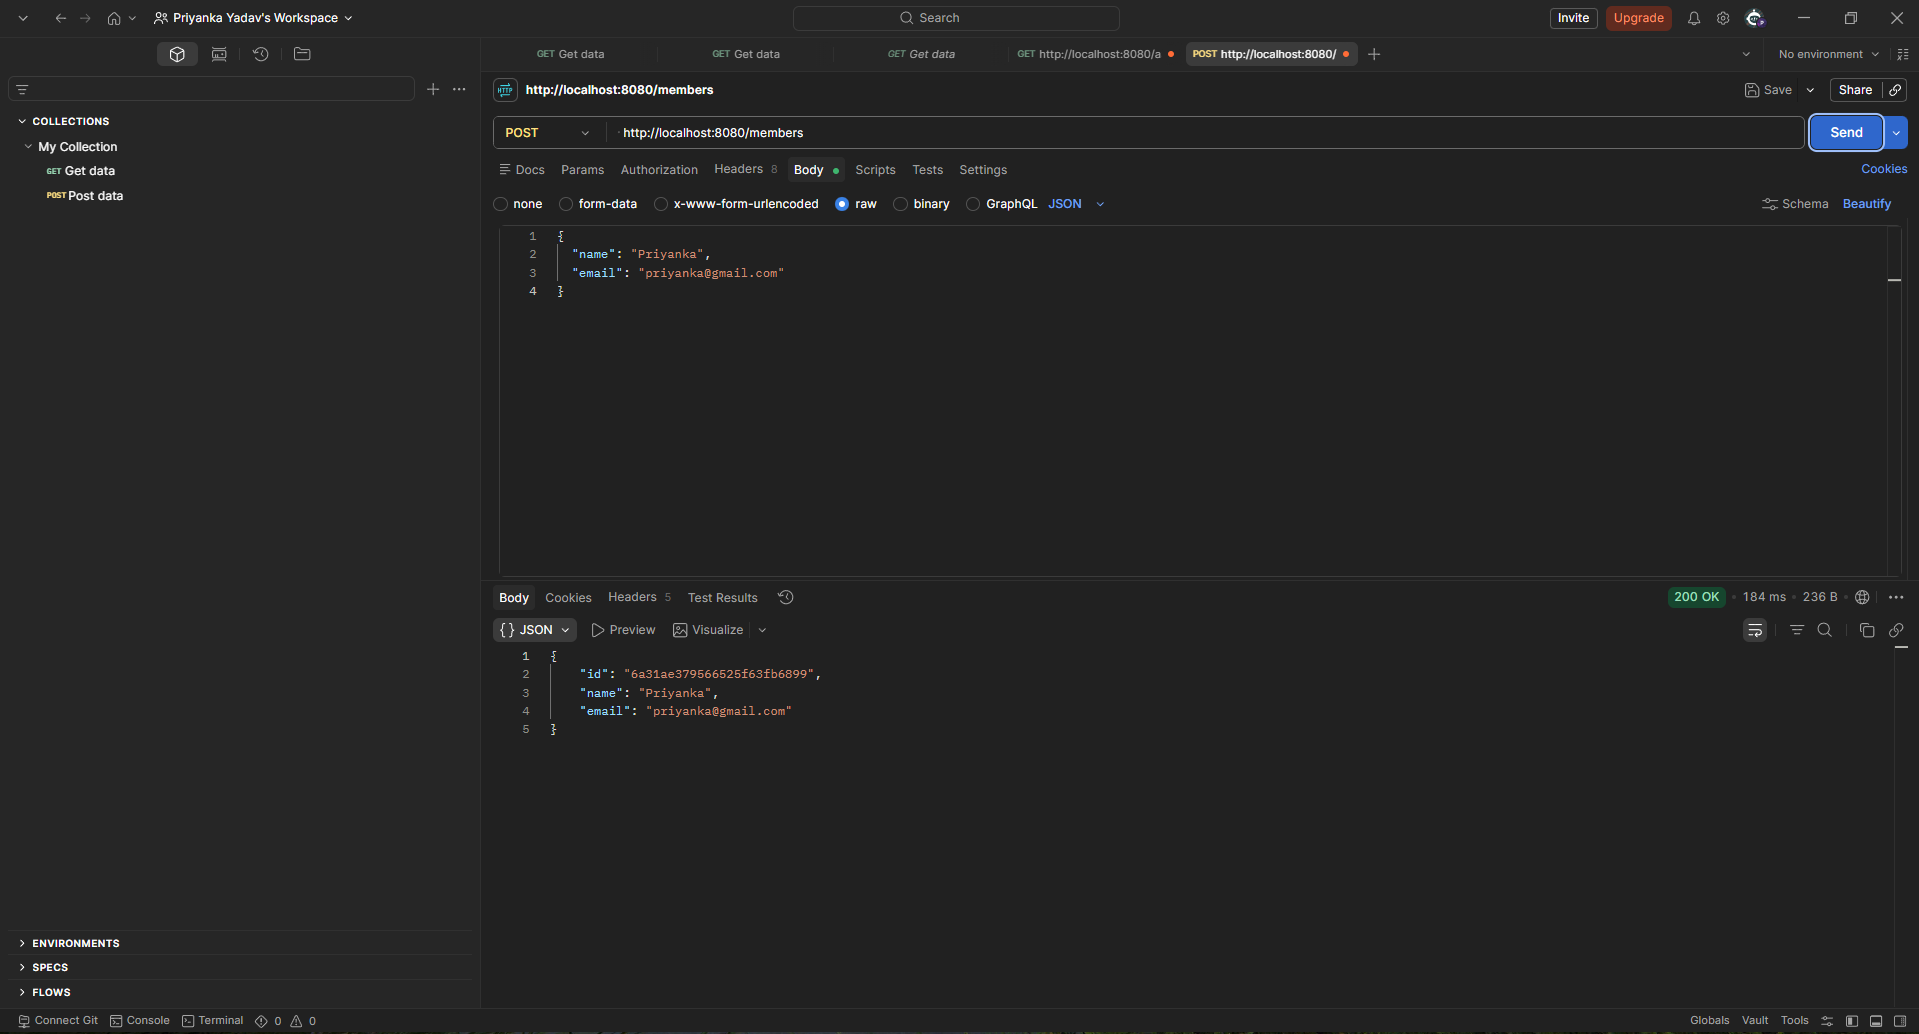 Priyanka Yadav's Workspace
Search
Invite
Upgrade
GET Get data
GET Get data
GET Get data
GET http://localhost:8080/a
POST http://localhost:8080/
No environment
COLLECTIONS
My Collection
GET Get data
POST Post data
HTTP http://localhost:8080/members
Save
Share
POST
http://localhost:8080/members
Send
Docs
Params
Authorization
Headers 8
Body
Scripts
Tests
Settings
Cookies
none
form-data
x-www-form-urlencoded
raw
binary
GraphQL
JSON
Schema
Beautify
1 {
2 "name": "Priyanka",
3 "email": "priyanka@gmail.com"
4 }
Body
Cookies
Headers 5
Test Results
200 OK • 184 ms • 236 B
{} JSON
Preview
Visualize
1 {
2 "id": "6a31ae379566525f63fb6899",
3 "name": "Priyanka",
4 "email": "priyanka@gmail.com"
5 }
ENVIRONMENTS
SPECS
FLOWS
Connect Git
Console
Terminal
0
0
Globals
Vault
Tools